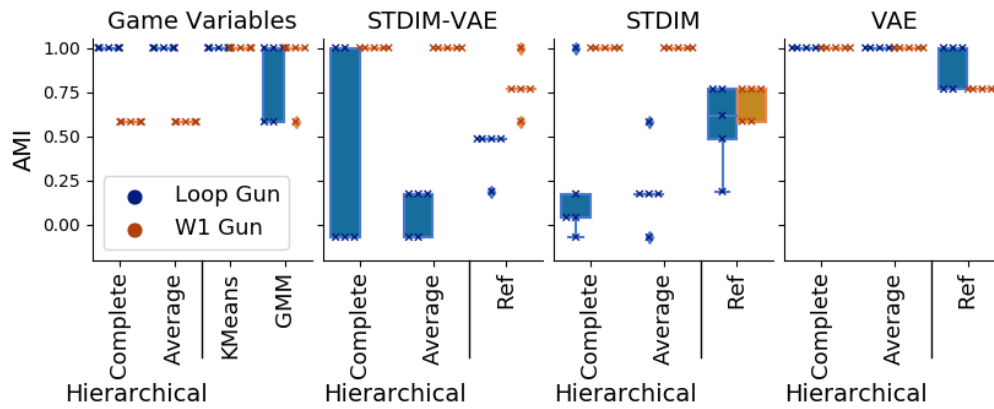 Game Variables
STDIM-VAE
STDIM
VAE
AMI
1.00
0.75
0.50
0.25
0.00
Loop Gun
W1 Gun
Complete
Average
KMeans
GMM
Complete
Average
Ref
Complete
Average
Ref
Complete
Average
Ref
Hierarchical
Hierarchical
Hierarchical
Hierarchical